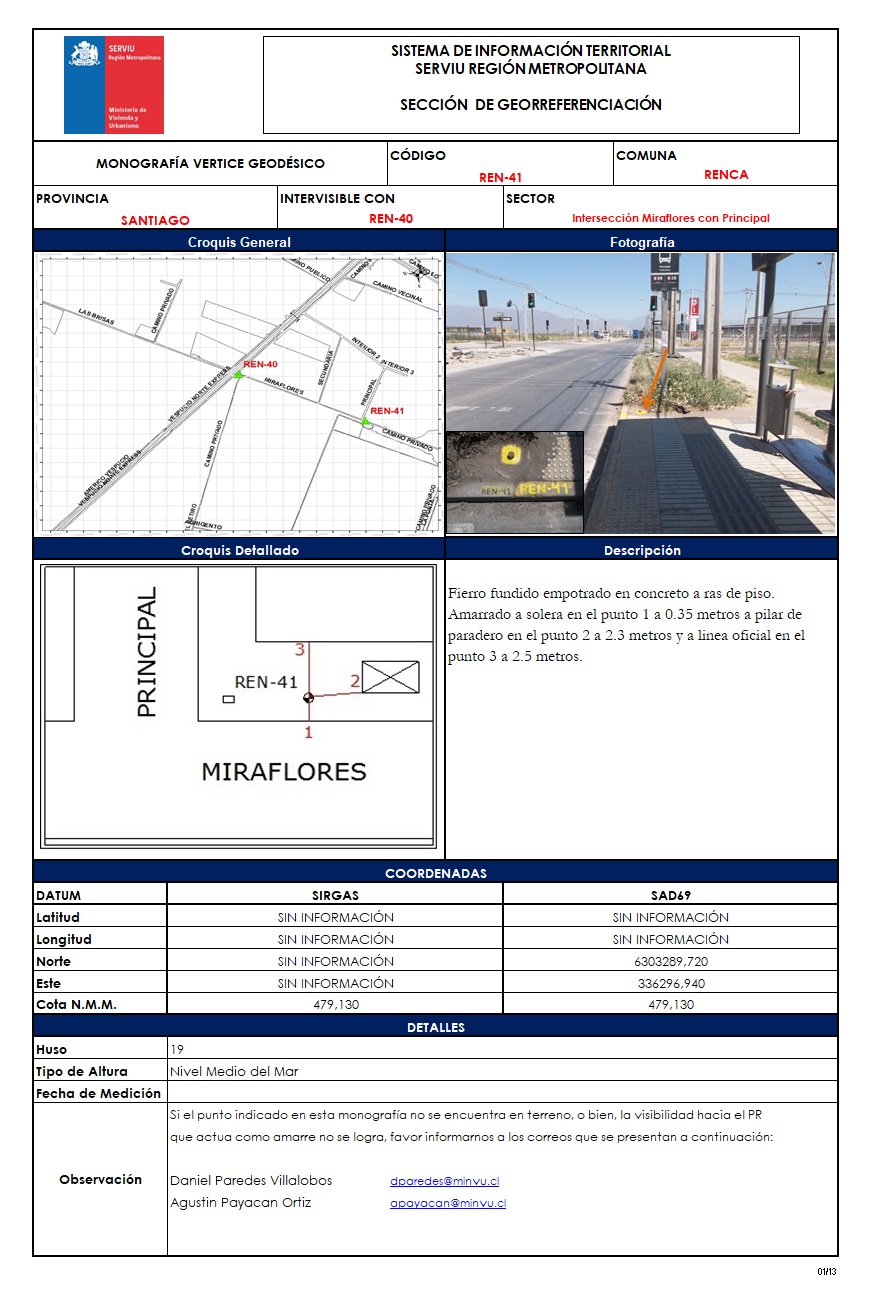 SERVIU
Región Metropolitana
Ministerio de
Vivienda y
Urbanismo
SISTEMA DE INFORMACIÓN TERRITORIAL
SERVIU REGIÓN METROPOLITANA
SECCIÓN DE GEORREFERENCIACIÓN
MONOGRAFÍA VERTICE GEODÉSICO
CÓDIGO
REN-41
COMUNA
RENCA
PROVINCIA
SANTIAGO
INTERVISIBLE CON
REN-40
SECTOR
Intersección Miraflores con Principal
Croquis General
Fotografía
CAMINO VECINAL
LAS BRISAS
CAMINO PRIVADO
INTERIOR 2
INTERIOR 3
SECUNDARIA
PRINCIPAL
REN-40
MIRAFLORES
REN-41
CAMINO PRIVADO
VESPUCIO NORTE EXPRESS
CAMINO PRIVADO
AMERICO VESPUCIO
VESPUCIO NORTE EXPRESS
CAMINO PRIVADO
REN-41
REN-41
Croquis Detallado
Descripción
PRINCIPAL
3
REN-41
2
1
MIRAFLORES
Fierro fundido empotrado en concreto a ras de piso.
Amarrado a solera en el punto 1 a 0.35 metros a pilar de
paradero en el punto 2 a 2.3 metros y a linea oficial en el
punto 3 a 2.5 metros.
COORDENADAS
DATUM SIRGAS SAD69
Latitud SIN INFORMACIÓN SIN INFORMACIÓN
Longitud SIN INFORMACIÓN SIN INFORMACIÓN
Norte SIN INFORMACIÓN 6303289,720
Este SIN INFORMACIÓN 336296,940
Cota N.M.M. 479,130 479,130
DETALLES
Huso 19
Tipo de Altura Nivel Medio del Mar
Fecha de Medición
Observación
Si el punto indicado en esta monografía no se encuentra en terreno, o bien, la visibilidad hacia el PR
que actua como amarre no se logra, favor informarnos a los correos que se presentan a continuación:
Daniel Paredes Villalobos dparedes@minvu.cl
Agustin Payacan Ortiz apayacan@minvu.cl
01/13